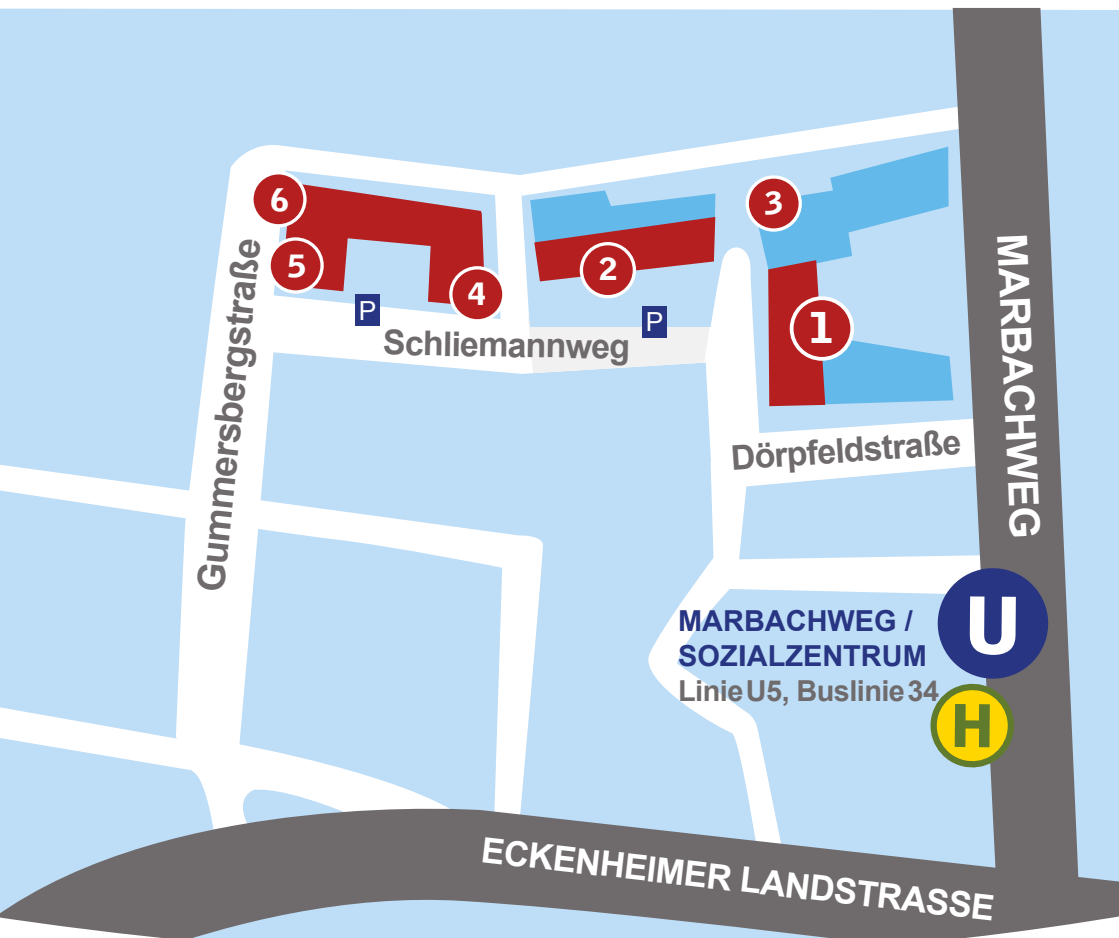 6
3
5
2
4
P
P
1
Schliemannweg
Gummersbergstraße
MARBACHWEG
Dörpfeldstraße
U
MARBACHWEG /
SOZIALZENTRUM
Linie U5, Buslinie 34
H
ECKENHEIMER LANDSTRASSE